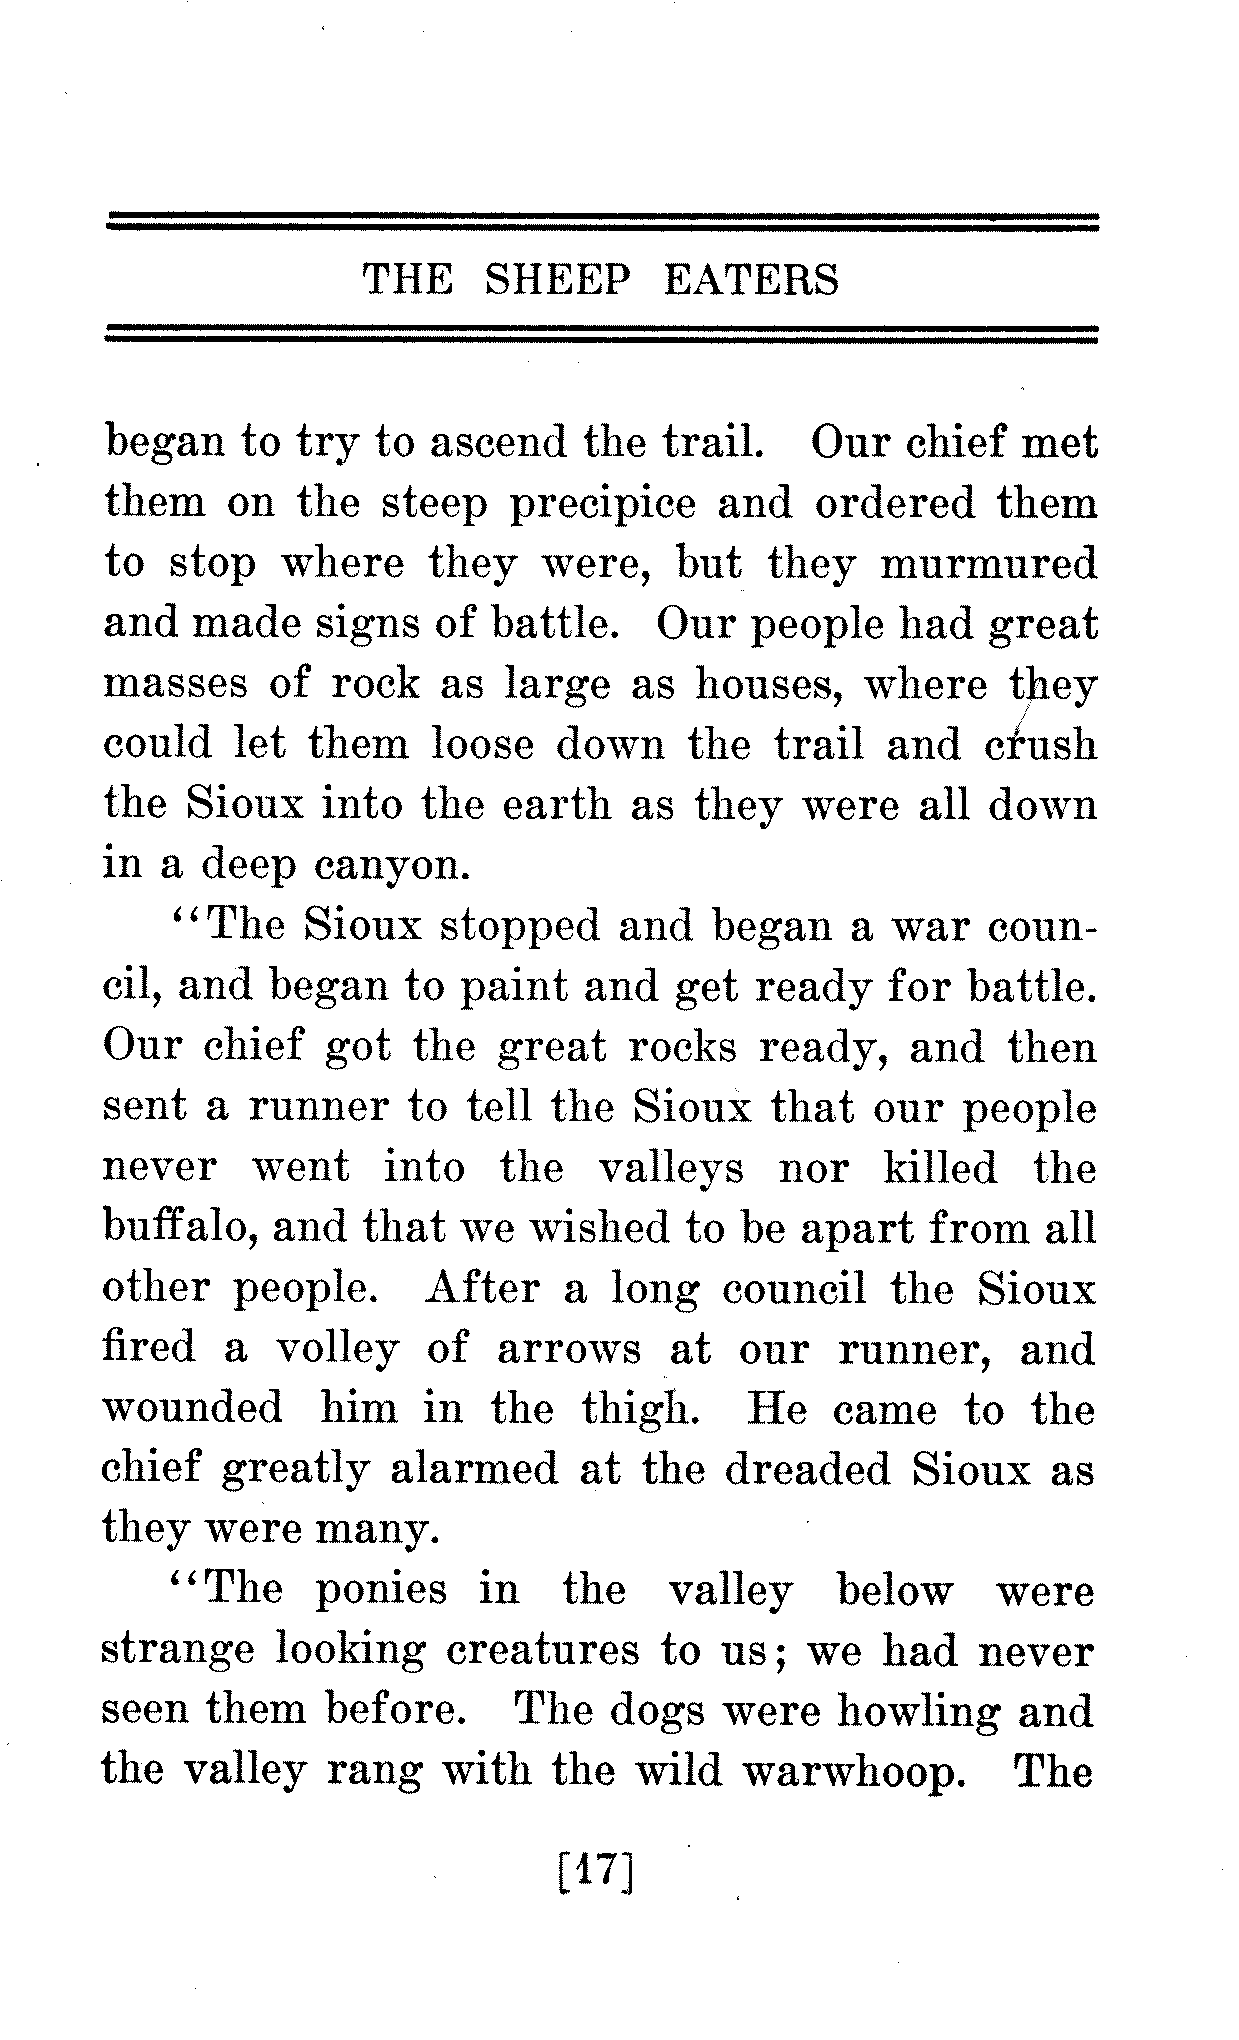 THE SHEEP EATERS
began to try to ascend the trail. Our chief met
them on the steep precipice and ordered them
to stop where they were, but they murmured
and made signs of battle. Our people had great
masses of rock as large as houses, where they
could let them loose down the trail and crush
the Sioux into the earth as they were all down
in a deep canyon.
“The Sioux stopped and began a war coun-
cil, and began to paint and get ready for battle.
Our chief got the great rocks ready, and then
sent a runner to tell the Sioux that our people
never went into the valleys nor killed the
buffalo, and that we wished to be apart from all
other people. After a long council the Sioux
fired a volley of arrows at our runner, and
wounded him in the thigh. He came to the
chief greatly alarmed at the dreaded Sioux as
they were many.
“The ponies in the valley below were
strange looking creatures to us; we had never
seen them before. The dogs were howling and
the valley rang with the wild warwhoop. The
[17]